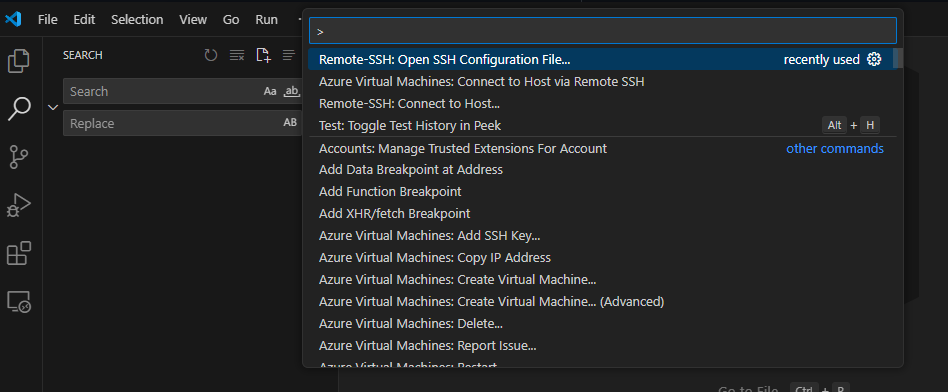 File Edit Selection View Go Run ···
SEARCH
Search Aa ab
Replace AB
>
Remote-SSH: Open SSH Configuration File... recently used
Azure Virtual Machines: Connect to Host via Remote SSH
Remote-SSH: Connect to Host...
Test: Toggle Test History in Peek Alt + H
Accounts: Manage Trusted Extensions For Account other commands
Add Data Breakpoint at Address
Add Function Breakpoint
Add XHR/fetch Breakpoint
Azure Virtual Machines: Add SSH Key...
Azure Virtual Machines: Copy IP Address
Azure Virtual Machines: Create Virtual Machine...
Azure Virtual Machines: Create Virtual Machine... (Advanced)
Azure Virtual Machines: Delete...
Azure Virtual Machines: Report Issue...
Azure Virtual Machines: Restart
Go to File Ctrl + P